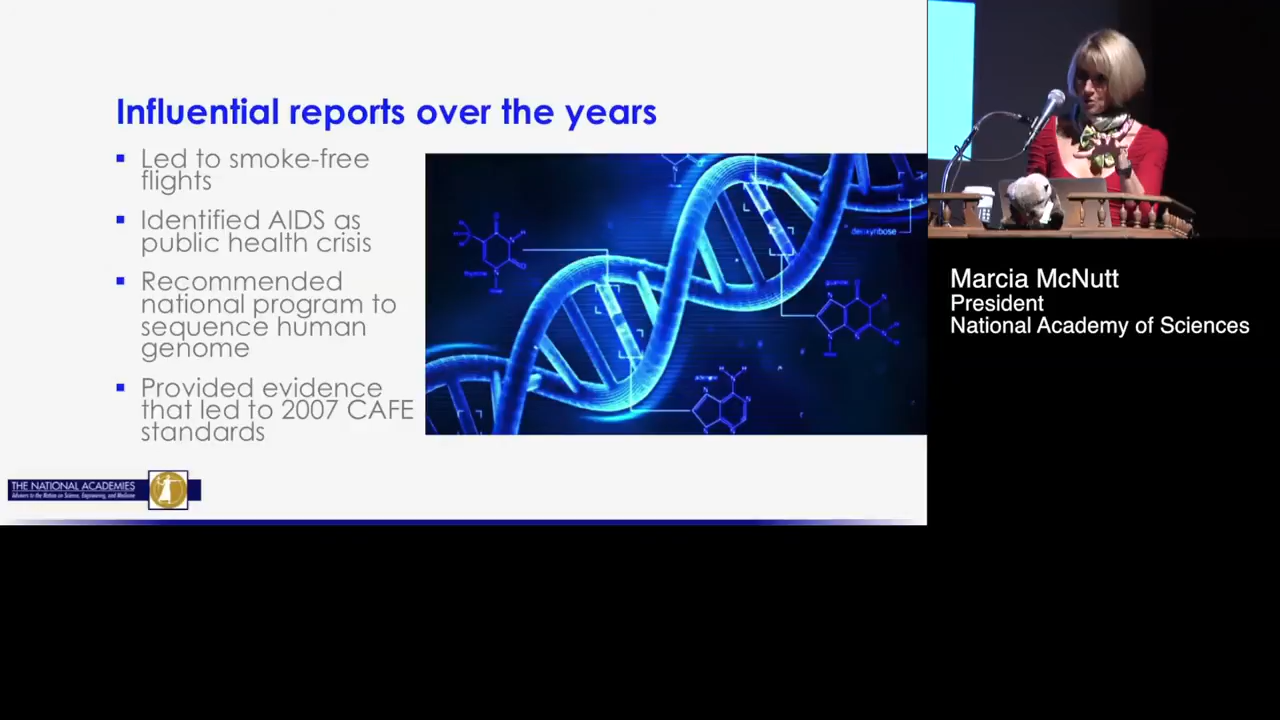 Influential reports over the years
▪ Led to smoke-free
flights
▪ Identified AIDS as
public health crisis
▪ Recommended
national program to
sequence human
genome
▪ Provided evidence
that led to 2007 CAFE
standards
deoxyribose
THE NATIONAL ACADEMIES
Advisers to the Nation on Science, Engineering, and Medicine
Marcia McNutt
President
National Academy of Sciences